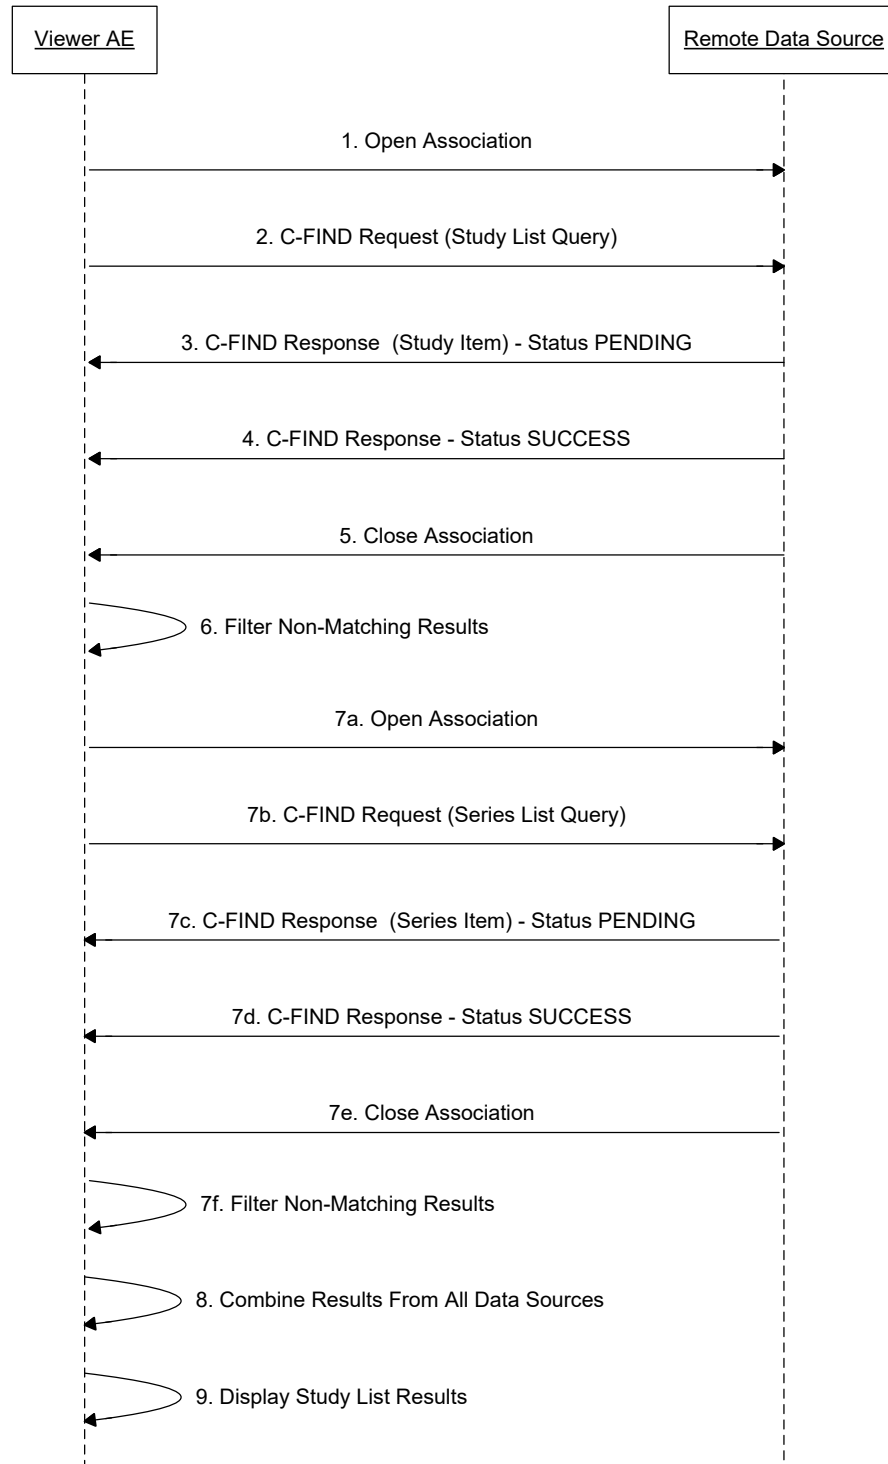 Viewer AE
Remote Data Source
1. Open Association
2. C-FIND Request (Study List Query)
3. C-FIND Response  (Study Item) - Status PENDING
4. C-FIND Response - Status SUCCESS
5. Close Association
6. Filter Non-Matching Results
7a. Open Association
7b. C-FIND Request (Series List Query)
7c. C-FIND Response  (Series Item) - Status PENDING
7d. C-FIND Response - Status SUCCESS
7e. Close Association
7f. Filter Non-Matching Results
8. Combine Results From All Data Sources
9. Display Study List Results